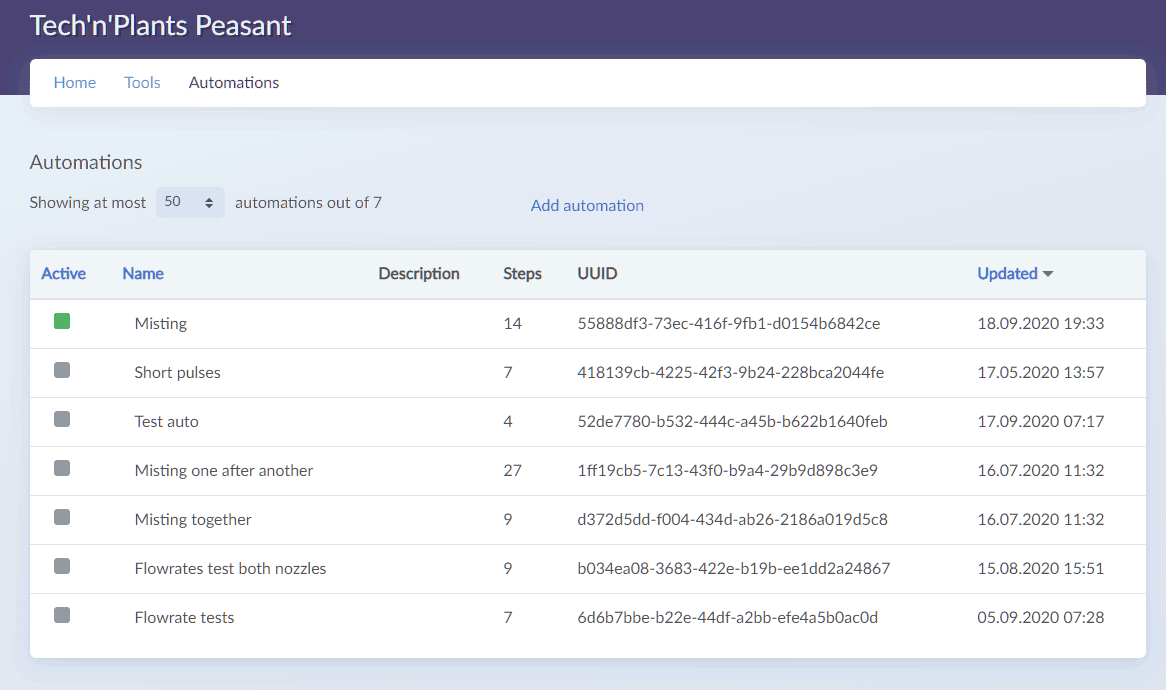 Tech'n'Plants Peasant
Home Tools Automations
Automations
Showing at most 50 automations out of 7 Add automation
Active Name Description Steps UUID Updated
Misting 14 55888df3-73ec-416f-9fb1-d0154b6842ce 18.09.2020 19:33
Short pulses 7 418139cb-4225-42f3-9b24-228bca2044fe 17.05.2020 13:57
Test auto 4 52de7780-b532-444c-a45b-b622b1640feb 17.09.2020 07:17
Misting one after another 27 1ff19cb5-7c13-43f0-b9a4-29b9d898c3e9 16.07.2020 11:32
Misting together 9 d372d5dd-f004-434d-ab26-2186a019d5c8 16.07.2020 11:32
Flowrates test both nozzles 9 b034ea08-3683-422e-b19b-ee1dd2a24867 15.08.2020 15:51
Flowrate tests 7 6d6b7bbe-b22e-44df-a2bb-efe4a5b0ac0d 05.09.2020 07:28